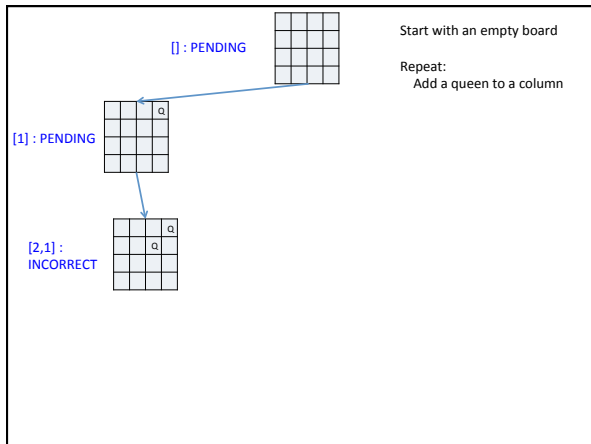 [] : PENDING
Start with an empty board
Repeat:
Add a queen to a column
[1] : PENDING
Q
[2,1] :
INCORRECT
Q
Q